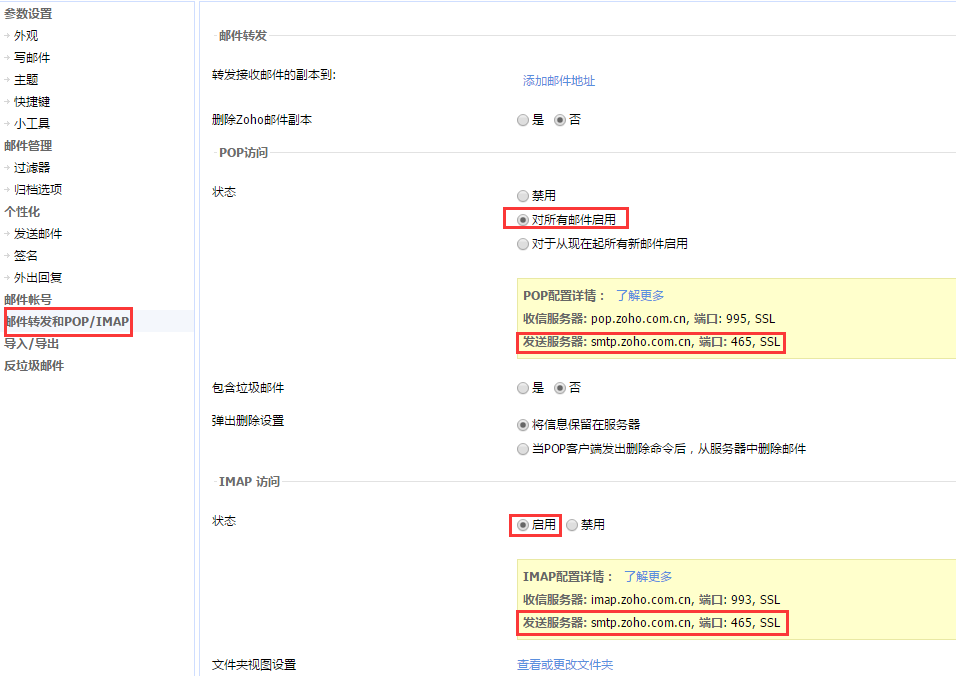 参数设置
外观
写邮件
主题
快捷键
小工具
邮件管理
过滤器
归档选项
个性化
发送邮件
签名
外出回复
邮件帐号
邮件转发和POP/IMAP
导入/导出
反垃圾邮件
邮件转发
转发接收邮件的副本到:
添加邮件地址
删除Zoho邮件副本
是 否
POP访问
状态
禁用
对所有邮件启用
对于从现在起所有新邮件启用
POP配置详情： 了解更多
收信服务器: pop.zoho.com.cn, 端口: 995, SSL
发送服务器: smtp.zoho.com.cn, 端口: 465, SSL
包含垃圾邮件
是 否
弹出删除设置
将信息保留在服务器
当POP客户端发出删除命令后，从服务器中删除邮件
IMAP 访问
状态
启用 禁用
IMAP配置详情： 了解更多
收信服务器: imap.zoho.com.cn, 端口: 993, SSL
发送服务器: smtp.zoho.com.cn, 端口: 465, SSL
文件夹视图设置
查看或更改文件夹